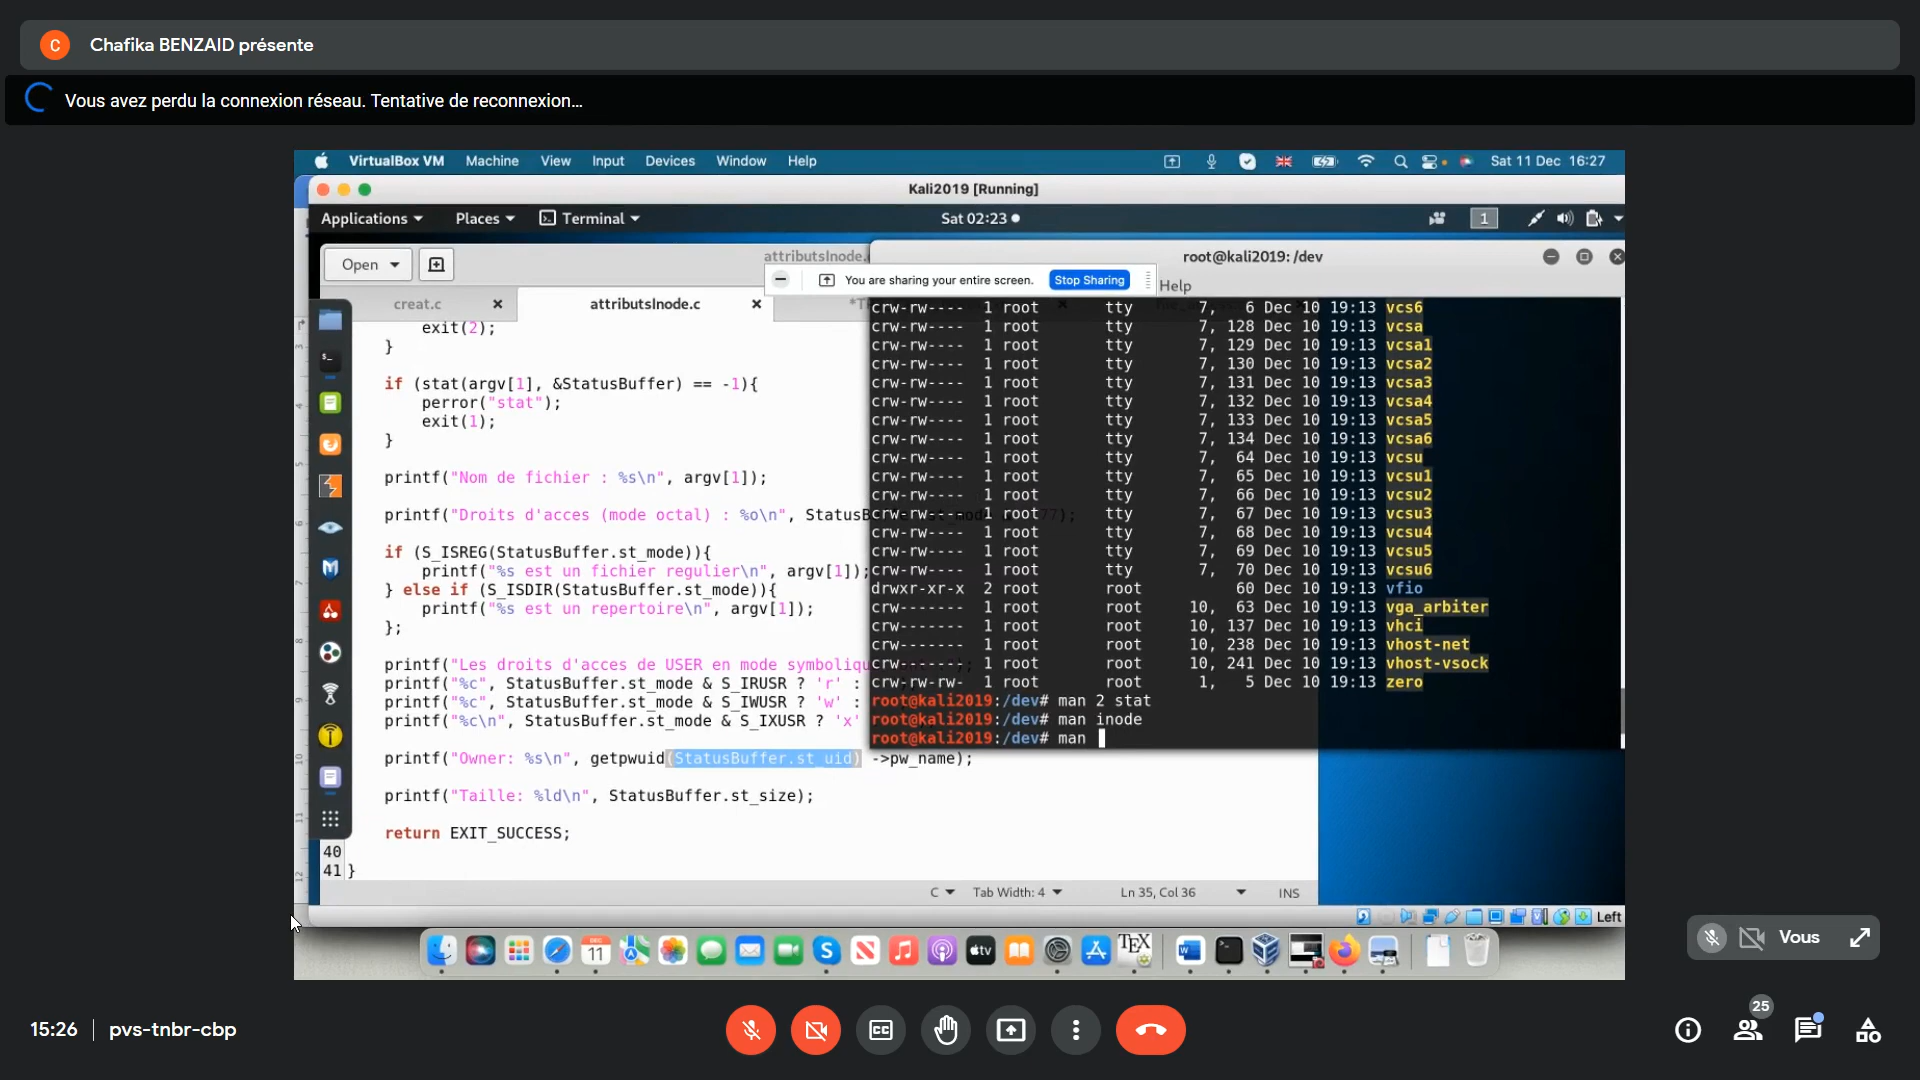 C Chafika BENZAID présente
Vous avez perdu la connexion réseau. Tentative de reconnexion...
VirtualBox VM Machine View Input Devices Window Help Sat 11 Dec 16:27
Kali2019 [Running]
Applications Places Terminal Sat 02:23 1
Open attributsInode. root@kali2019: /dev
You are sharing your entire screen. Stop Sharing Help
creat.c attributsInode.c
exit(2);
}
if (stat(argv[1], &StatusBuffer) == -1){
perror("stat");
exit(1);
}
printf("Nom de fichier : %s\n", argv[1]);
printf("Droits d'acces (mode octal) : %o\n", Status
if (S_ISREG(StatusBuffer.st_mode)){
printf("%s est un fichier regulier\n", argv[1]);
} else if (S_ISDIR(StatusBuffer.st_mode)){
printf("%s est un repertoire\n", argv[1]);
};
printf("Les droits d'acces de USER en mode symboliqu
printf("%c", StatusBuffer.st_mode & S_IRUSR ? 'r' :
printf("%c", StatusBuffer.st_mode & S_IWUSR ? 'w' :
printf("%c\n", StatusBuffer.st_mode & S_IXUSR ? 'x'
printf("Owner: %s\n", getpwuid(StatusBuffer.st_uid) ->pw_name);
printf("Taille: %ld\n", StatusBuffer.st_size);
return EXIT_SUCCESS;
40
41 }
crw-rw---- 1 root tty 7, 6 Dec 10 19:13 vcs6
crw-rw---- 1 root tty 7, 128 Dec 10 19:13 vcsa
crw-rw---- 1 root tty 7, 129 Dec 10 19:13 vcsa1
crw-rw---- 1 root tty 7, 130 Dec 10 19:13 vcsa2
crw-rw---- 1 root tty 7, 131 Dec 10 19:13 vcsa3
crw-rw---- 1 root tty 7, 132 Dec 10 19:13 vcsa4
crw-rw---- 1 root tty 7, 133 Dec 10 19:13 vcsa5
crw-rw---- 1 root tty 7, 134 Dec 10 19:13 vcsa6
crw-rw---- 1 root tty 7, 64 Dec 10 19:13 vcsu
crw-rw---- 1 root tty 7, 65 Dec 10 19:13 vcsu1
crw-rw---- 1 root tty 7, 66 Dec 10 19:13 vcsu2
crw-rw---- 1 root tty 7, 67 Dec 10 19:13 vcsu3
crw-rw---- 1 root tty 7, 68 Dec 10 19:13 vcsu4
crw-rw---- 1 root tty 7, 69 Dec 10 19:13 vcsu5
crw-rw---- 1 root tty 7, 70 Dec 10 19:13 vcsu6
drwxr-xr-x 2 root root 60 Dec 10 19:13 vfio
crw------- 1 root root 10, 63 Dec 10 19:13 vga_arbiter
crw------- 1 root root 10, 137 Dec 10 19:13 vhci
crw------- 1 root root 10, 238 Dec 10 19:13 vhost-net
crw------- 1 root root 10, 241 Dec 10 19:13 vhost-vsock
crw-rw-rw- 1 root root 1, 5 Dec 10 19:13 zero
root@kali2019:/dev# man 2 stat
root@kali2019:/dev# man inode
root@kali2019:/dev# man
C Tab Width: 4 Ln 35, Col 36 INS
Left
DEC 11 tv TEX
Vous
15:26 pvs-tnbr-cbp CC 25